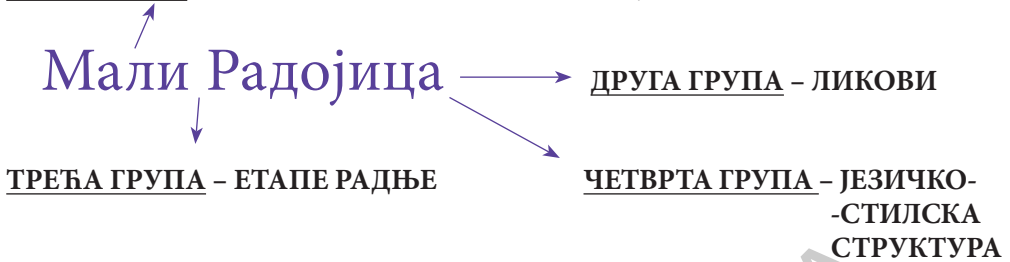 Мали Радојица
ДРУГА ГРУПА – ЛИКОВИ
ТРЕЋА ГРУПА – ЕТАПЕ РАДЊЕ
ЧЕТВРТА ГРУПА – ЈЕЗИЧКО-
-СТИЛСКА
СТРУКТУРА